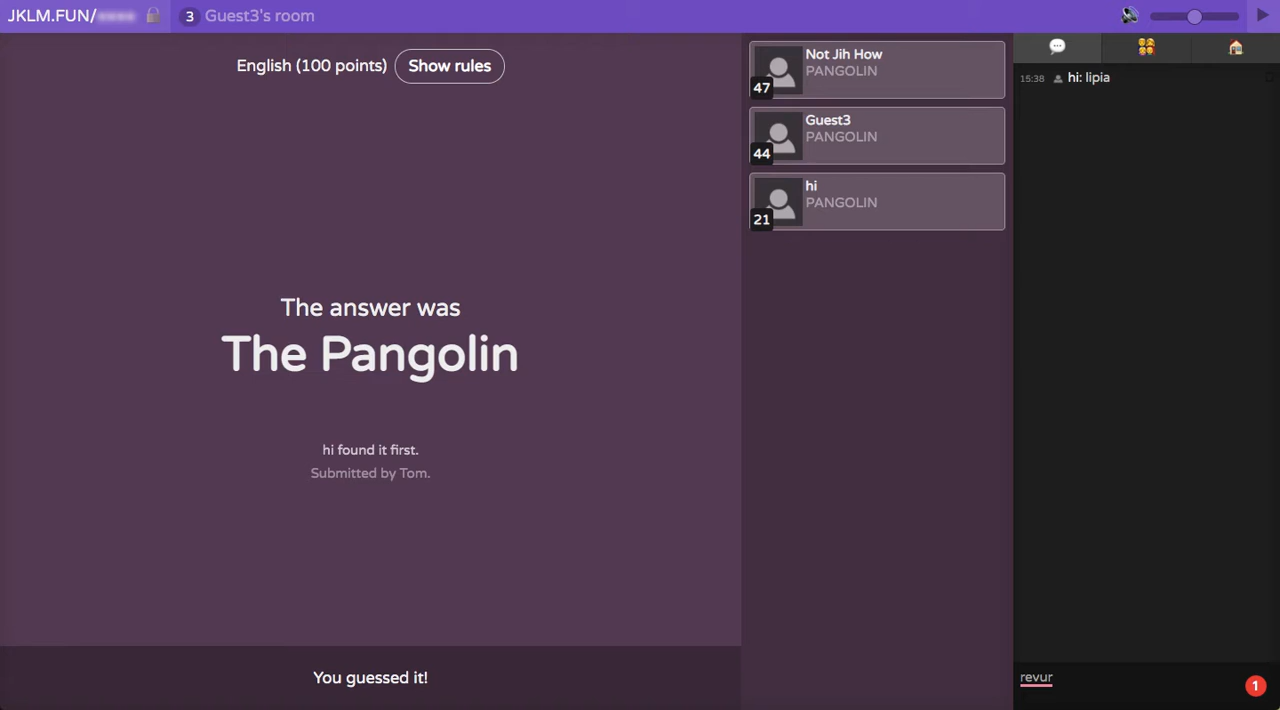 JKLM.FUN/
3 Guest3's room
English (100 points) Show rules
The answer was
The Pangolin
hi found it first.
Submitted by Tom.
You guessed it!
Not Jih How
PANGOLIN
47
Guest3
PANGOLIN
44
hi
PANGOLIN
21
15:38 hi: lipia
revur
1